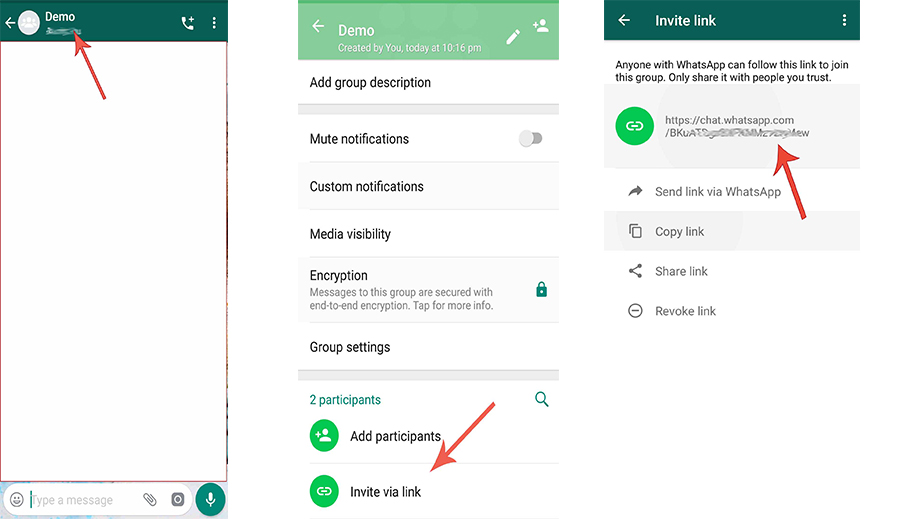 Demo
Type a message
Demo
Created by You, today at 10:16 pm
Add group description
Mute notifications
Custom notifications
Media visibility
Encryption
Messages to this group are secured with
end-to-end encryption. Tap for more info.
Group settings
2 participants
Add participants
Invite via link
Invite link
Anyone with WhatsApp can follow this link to join
this group. Only share it with people you trust.
https://chat.whatsapp.com
Send link via WhatsApp
Copy link
Share link
Revoke link